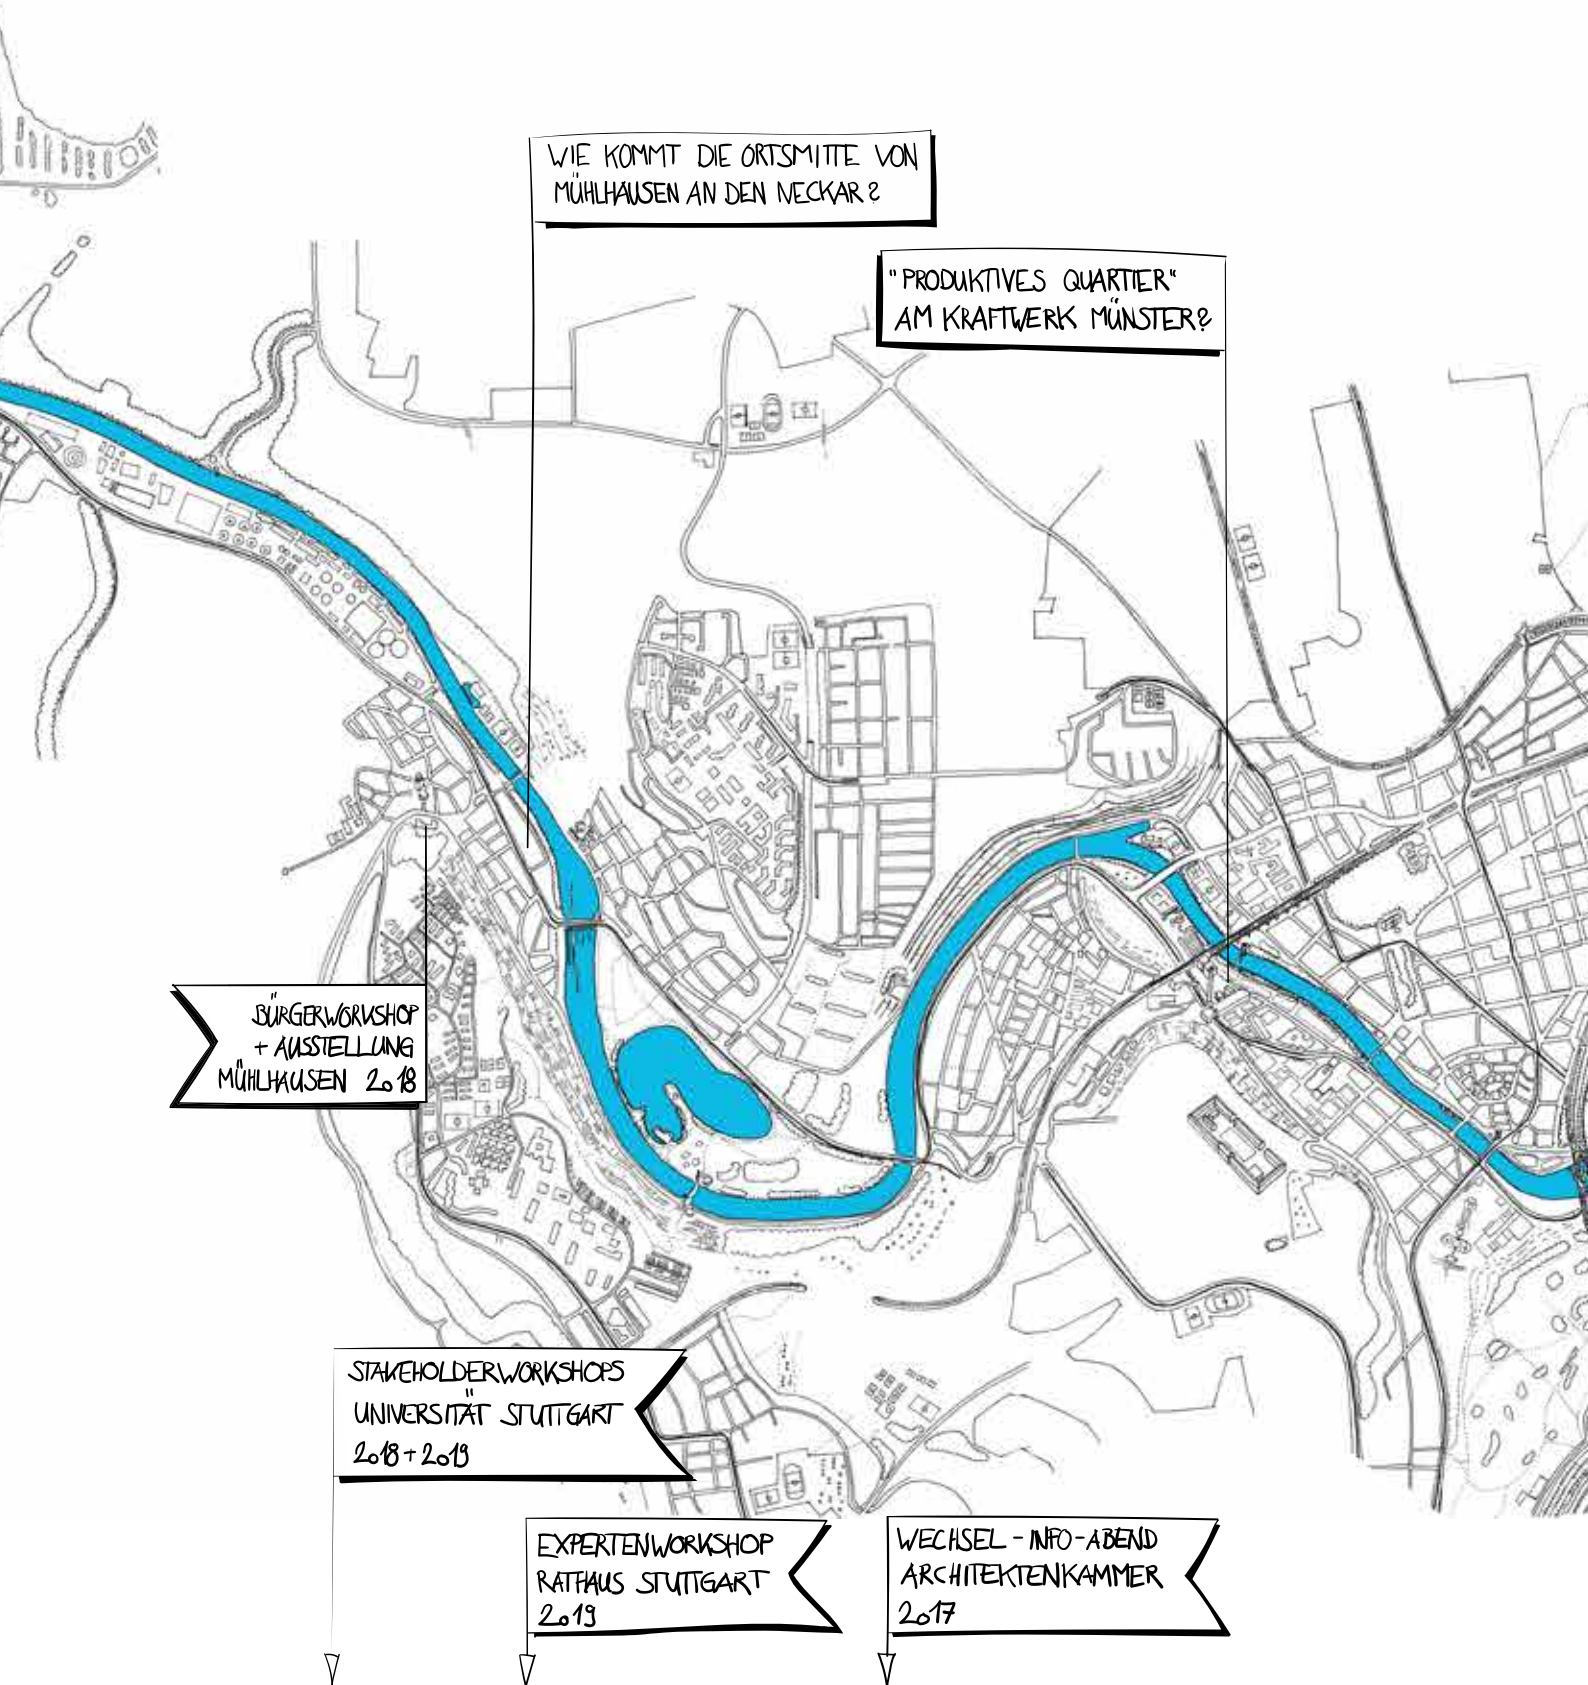 WIE KOMMT DIE ORTSMITTE VON
MÜHLHAUSEN AN DEN NECKAR?
"PRODUKTIVES QUARTIER"
AM KRAFTWERK MÜNSTER?
BÜRGERWORKSHOP
+ AUSSTELLUNG
MÜHLHAUSEN 2018
STAKEHOLDERWORKSHOPS
UNIVERSITÄT STUTTGART
2018+2019
EXPERTENWORKSHOP
RATHAUS STUTTGART
2019
WECHSEL-INFO-ABEND
ARCHITEKTENKAMMER
2017